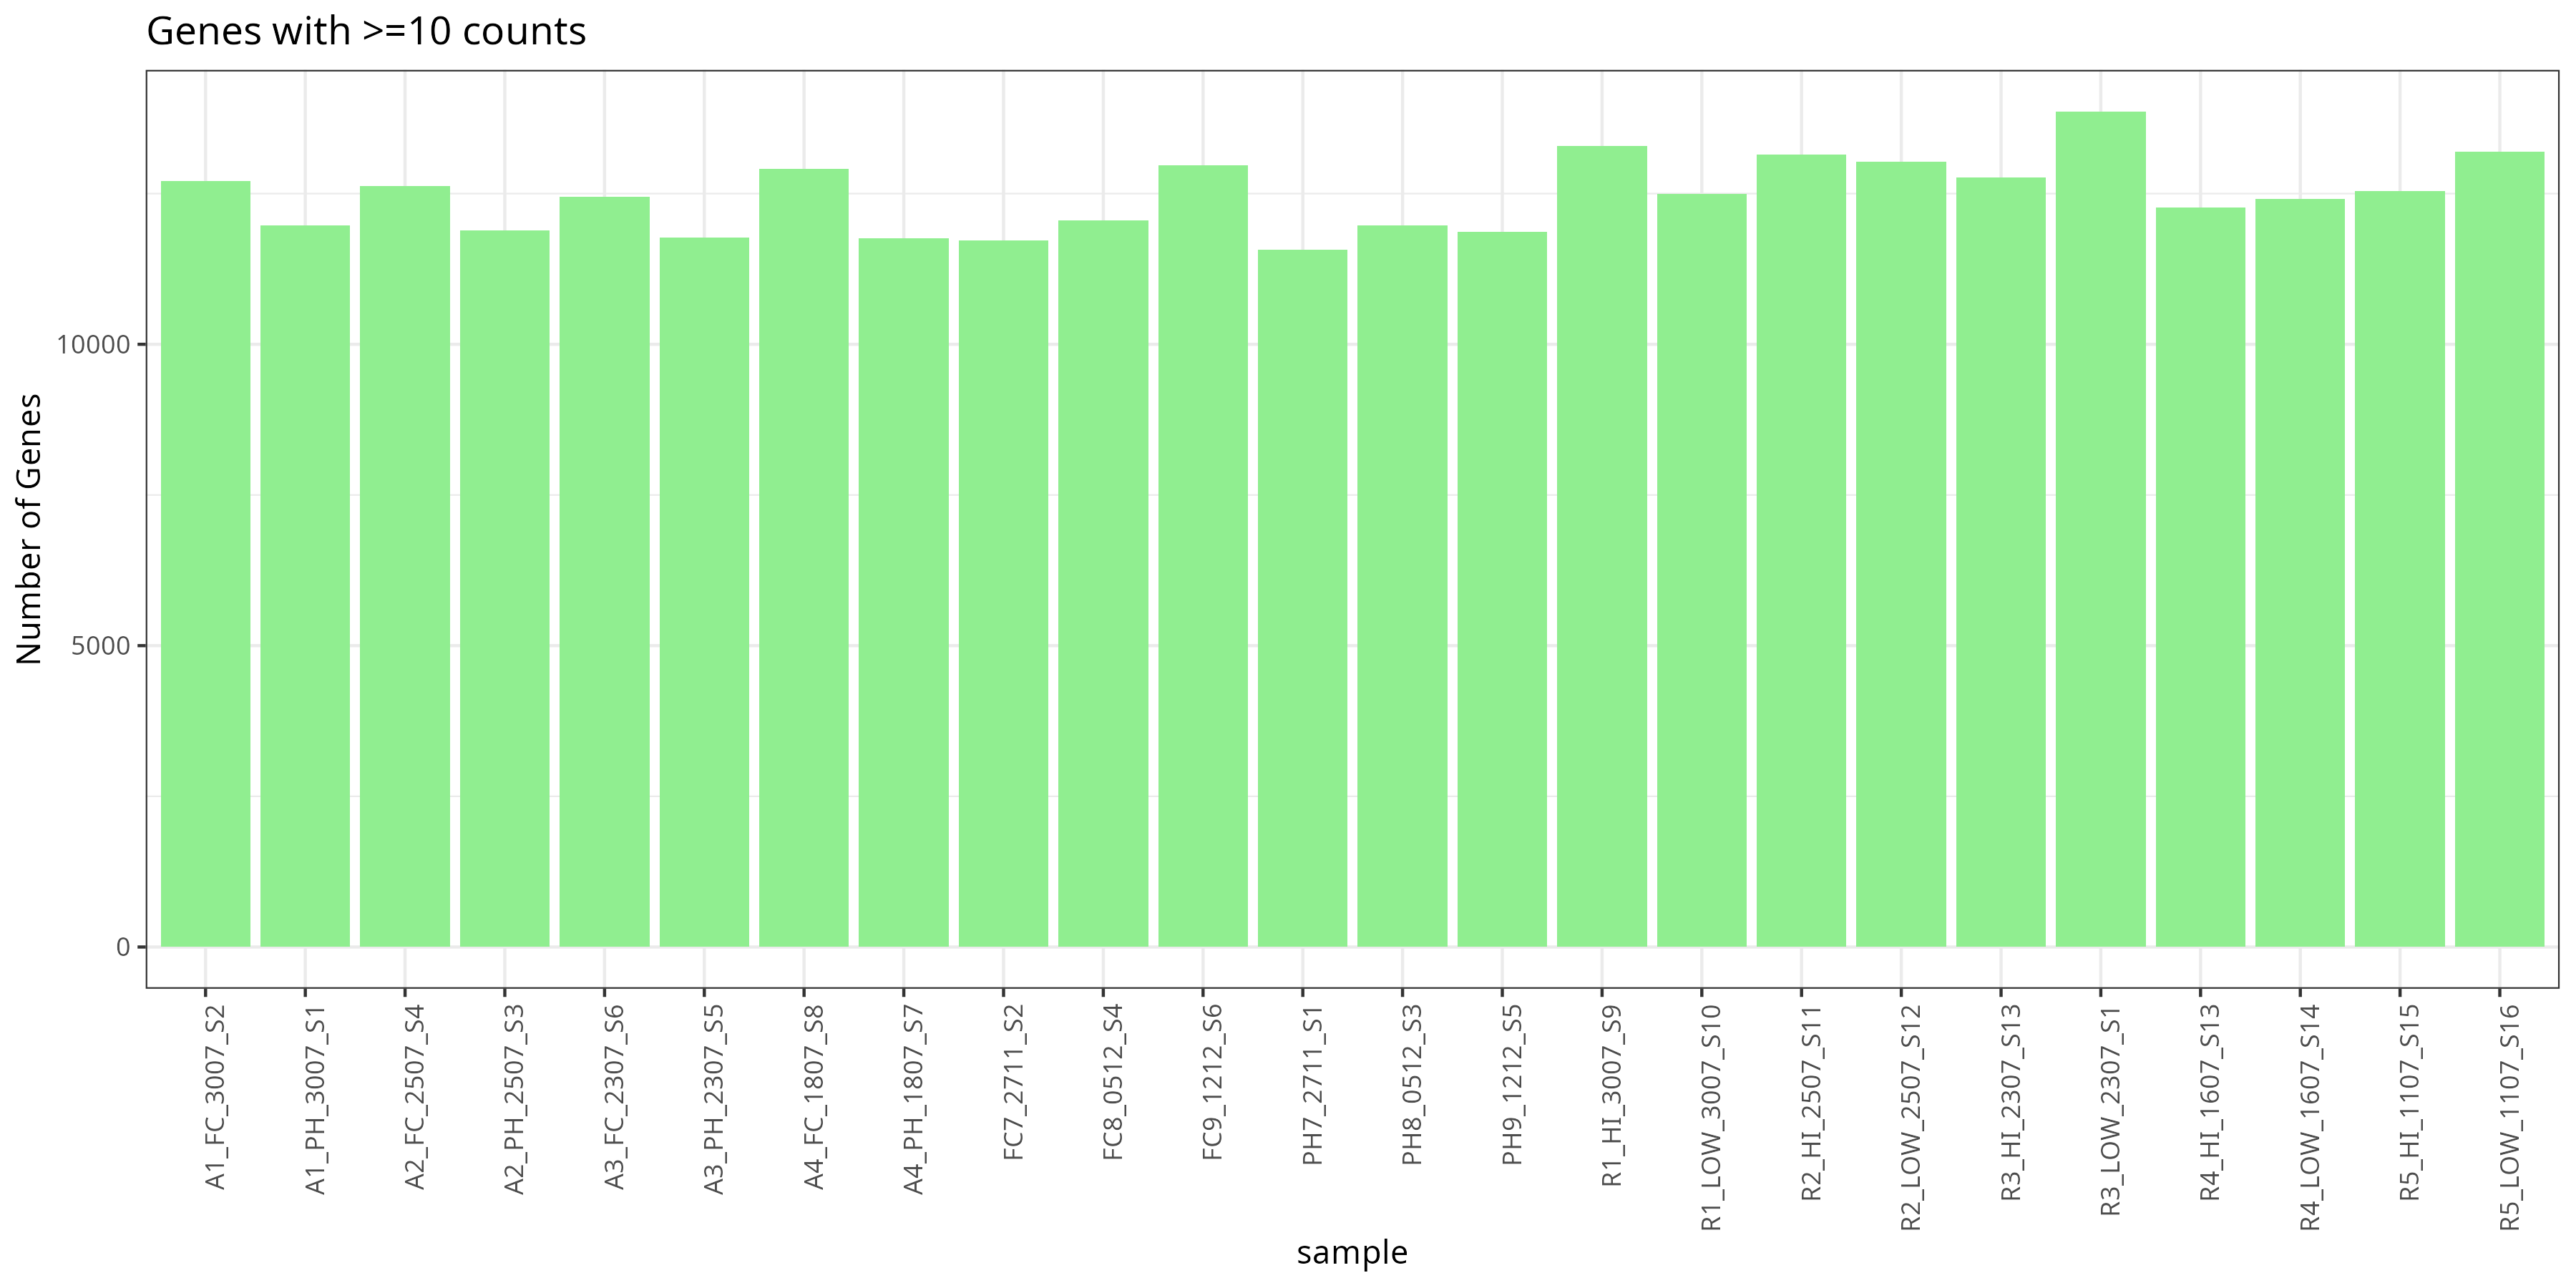 Genes with >=10 counts
Number of Genes
10000
5000
0
A1_FC_3007_S2
A1_PH_3007_S1
A2_FC_2507_S4
A2_PH_2507_S3
A3_FC_2307_S6
A3_PH_2307_S5
A4_FC_1807_S8
A4_PH_1807_S7
FC7_2711_S2
FC8_0512_S4
FC9_1212_S6
PH7_2711_S1
PH8_0512_S3
PH9_1212_S5
R1_HI_3007_S9
R1_LOW_3007_S10
R2_HI_2507_S11
R2_LOW_2507_S12
R3_HI_2307_S13
R3_LOW_2307_S1
R4_HI_1607_S13
R4_LOW_1607_S14
R5_HI_1107_S15
R5_LOW_1107_S16
sample